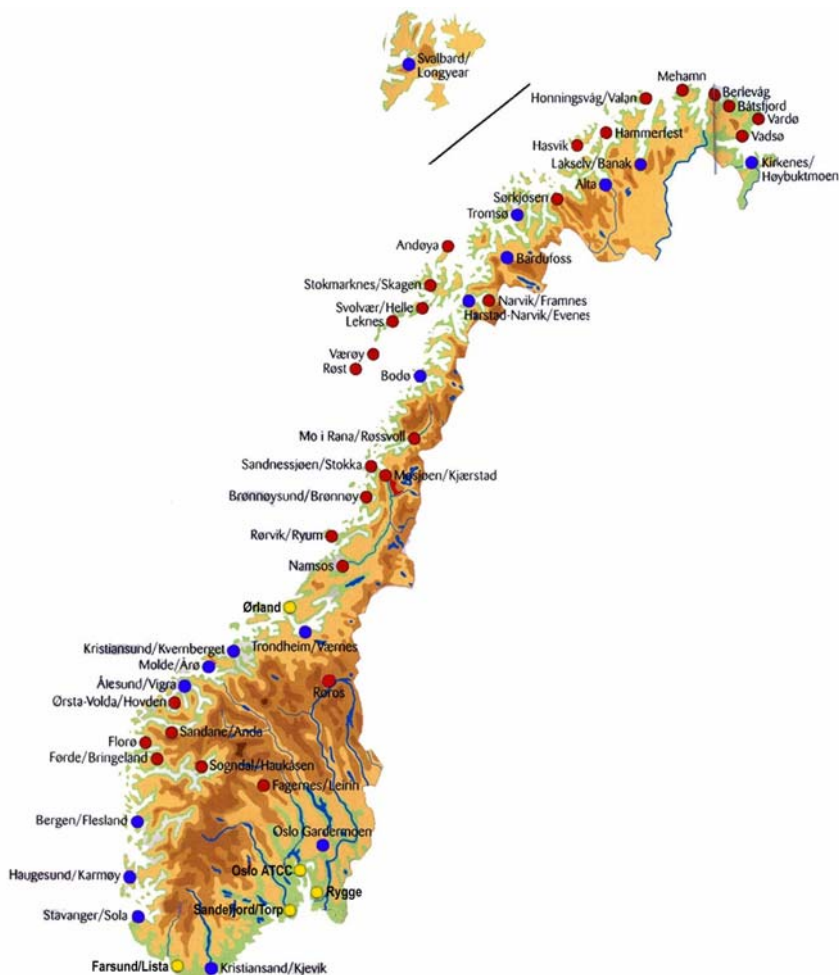 Svalbard/
Longyear
Mehamn
Berlevåg
Honningsvåg/Valan
Båtsfjord
Vardø
Hammerfest
Vadsø
Hasvik
Lakselv/Banak
Kirkenes/
Høybuktmoen
Alta
Sørkjosen
Tromsø
Andøya
Bardufoss
Stokmarknes/Skagen
Narvik/Framnes
Svolvær/Helle
Harstad-Narvik/Evenes
Leknes
Værøy
Røst
Bodø
Mo i Rana/Røssvoll
Sandnessjøen/Stokka
Mosjøen/Kjærstad
Brønnøysund/Brønnøy
Rørvik/Ryum
Namsos
Ørland
Trondheim/Værnes
Kristiansund/Kvernberget
Molde/Årø
Ålesund/Vigra
Røros
Ørsta-Volda/Hovden
Sandane/Anda
Florø
Førde/Bringeland
Sogndal/Haukåsen
Fagernes/Leirin
Bergen/Flesland
Oslo Gardermoen
Oslo ATCC
Haugesund/Karmøy
Rygge
Sandefjord/Torp
Stavanger/Sola
Farsund/Lista
Kristiansand/Kjevik